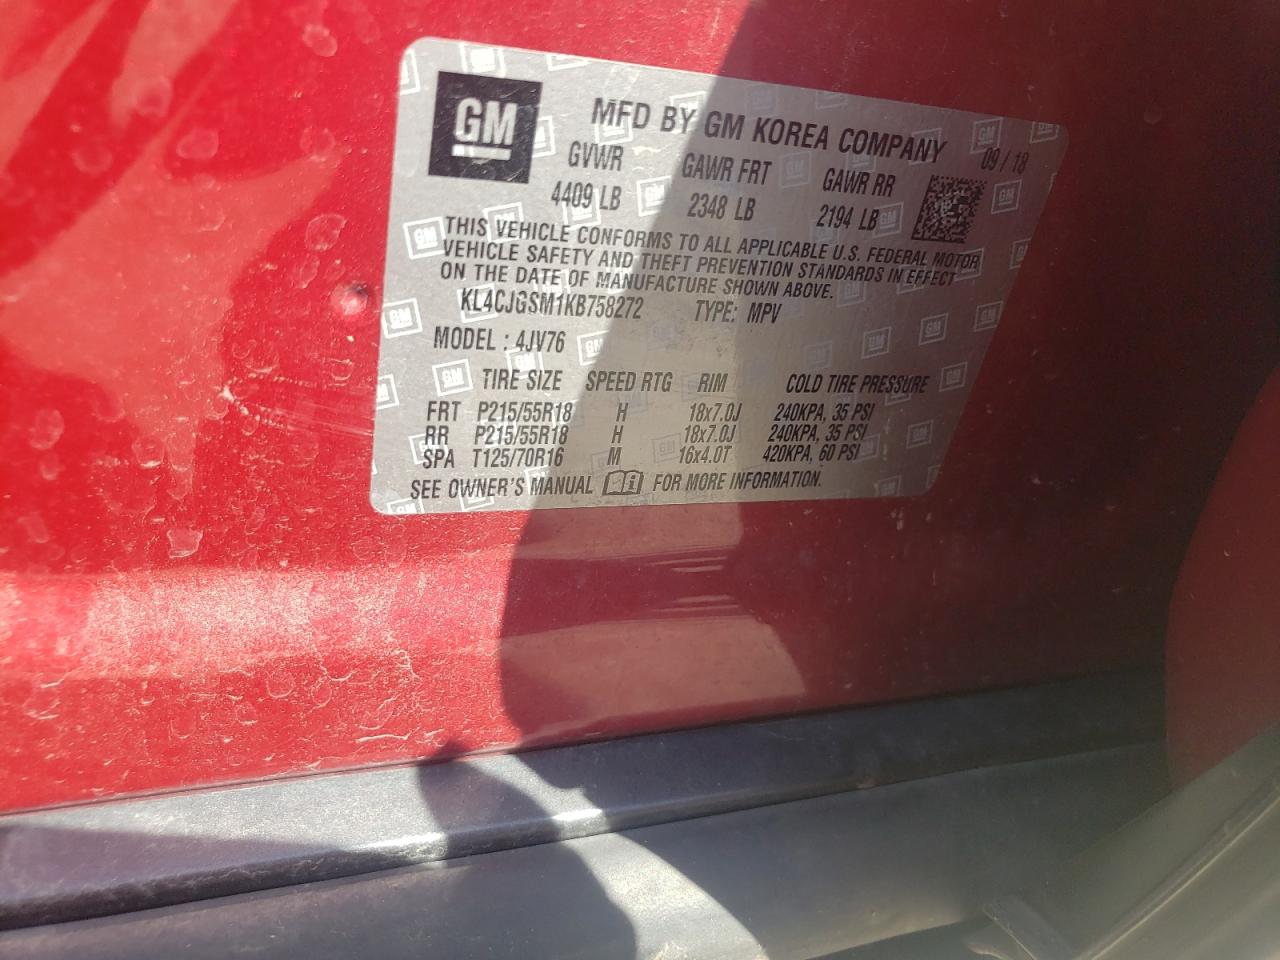 GM
MFD BY GM KOREA COMPANY 09/18
GVWR GAWR FRT GAWR RR
4409 LB 2348 LB 2194 LB
THIS VEHICLE CONFORMS TO ALL APPLICABLE U.S. FEDERAL MOTOR
VEHICLE SAFETY AND THEFT PREVENTION STANDARDS IN EFFECT
ON THE DATE OF MANUFACTURE SHOWN ABOVE.
KL4CJGSM1KB758272 TYPE: MPV
MODEL : 4JV76
TIRE SIZE SPEED RTG RIM COLD TIRE PRESSURE
FRT P215/55R18 H 18x7.0J 240KPA, 35 PSI
RR P215/55R18 H 18x7.0J 240KPA, 35 PSI
SPA T125/70R16 M 16x4.0T 420KPA, 60 PSI
SEE OWNER'S MANUAL FOR MORE INFORMATION.